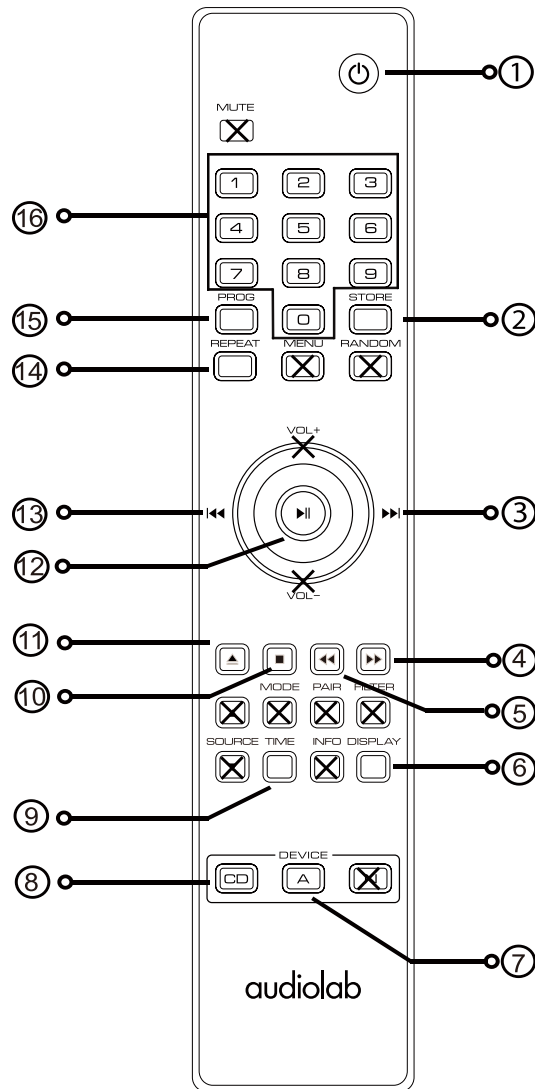 1
MUTE
1 2 3
16
4 5 6
7 8 9
PROG STORE
15 0 2
REPEAT MENU RANDOM
14
VOL+
13 3
12
VOL-
11 4
10 MODE PAIR FILTER
5
SOURCE TIME INFO DISPLAY
6
9
DEVICE
8 CD A
7
audiolab